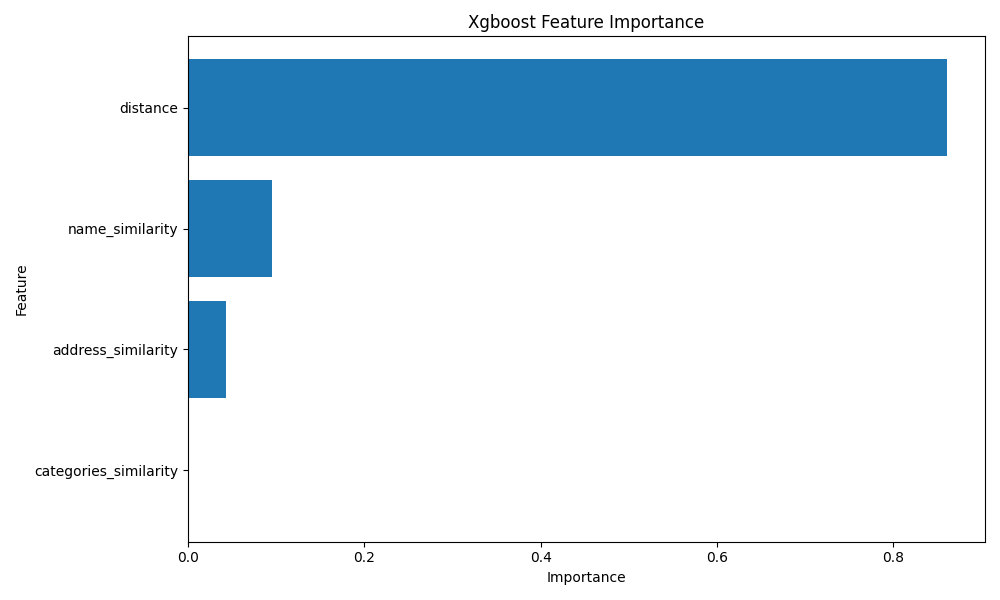 Xgboost Feature Importance
distance
name_similarity
address_similarity
categories_similarity
Feature
0.0 0.2 0.4 0.6 0.8
Importance